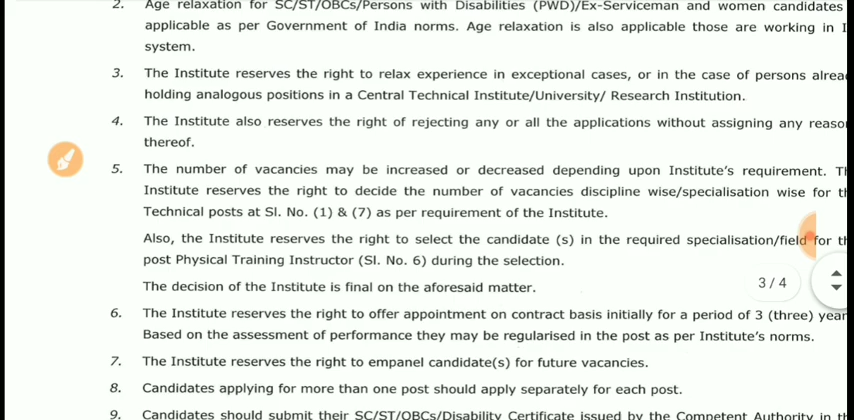 2. Age relaxation for SC/ST/OBCs/Persons with Disabilities (PWD)/Ex-Serviceman and women candidates
applicable as per Government of India norms. Age relaxation is also applicable those are working in
system.
3. The Institute reserves the right to relax experience in exceptional cases, or in the case of persons
holding analogous positions in a Central Technical Institute/University/ Research Institution.
4. The Institute also reserves the right of rejecting any or all the applications without assigning any
thereof.
5. The number of vacancies may be increased or decreased depending upon Institute's requirement.
Institute reserves the right to decide the number of vacancies discipline wise/specialisation wise for
Technical posts at Sl. No. (1) & (7) as per requirement of the Institute.
Also, the Institute reserves the right to select the candidate (s) in the required specialisation/field for
post Physical Training Instructor (Sl. No. 6) during the selection.
The decision of the Institute is final on the aforesaid matter.
3 / 4
6. The Institute reserves the right to offer appointment on contract basis initially for a period of 3 (three)
Based on the assessment of performance they may be regularised in the post as per Institute's norms.
7. The Institute reserves the right to empanel candidate(s) for future vacancies.
8. Candidates applying for more than one post should apply separately for each post.
9. Candidates should submit their SC/ST/OBCs/Disability Certificate issued by the Competent Authority in